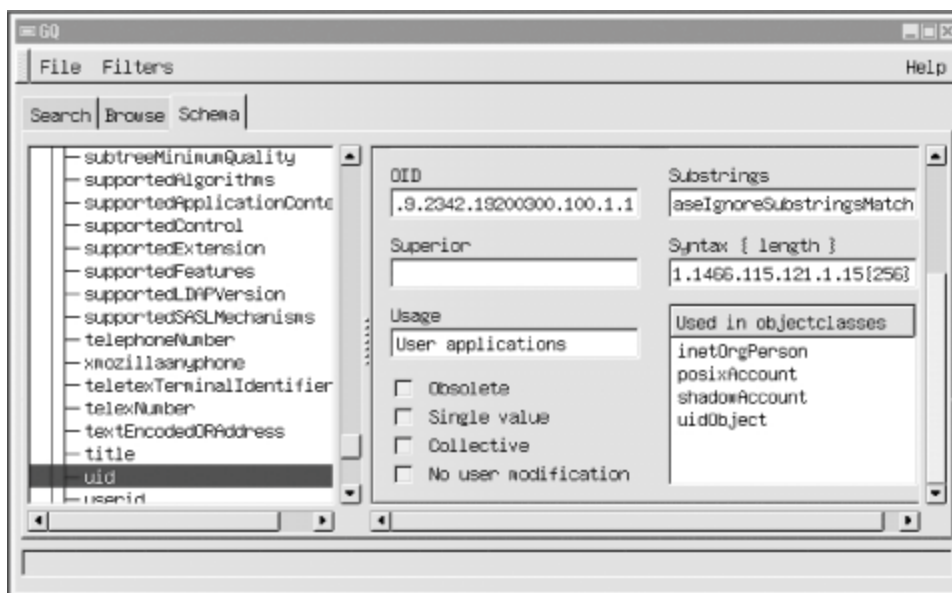 GQ
File Filters Help
Search Browse Schema
subtreeMinimumQuality
supportedAlgorithms
supportedApplicationConte
supportedControl
supportedExtension
supportedFeatures
supportedLDAPVersion
supportedSASLMechanisms
telephoneNumber
xmozillaanyphone
teletexTerminalIdentifier
telexNumber
textEncodedORAddress
title
uid
userid
OID
.9.2342.19200300.100.1.1
Superior
Usage
User applications
Obsolete
Single value
Collective
No user modification
Substrings
aseIgnoreSubstringsMatch
Syntax { length }
1.1466.115.121.1.15{256}
Used in objectclasses
inetOrgPerson
posixAccount
shadowAccount
uidObject